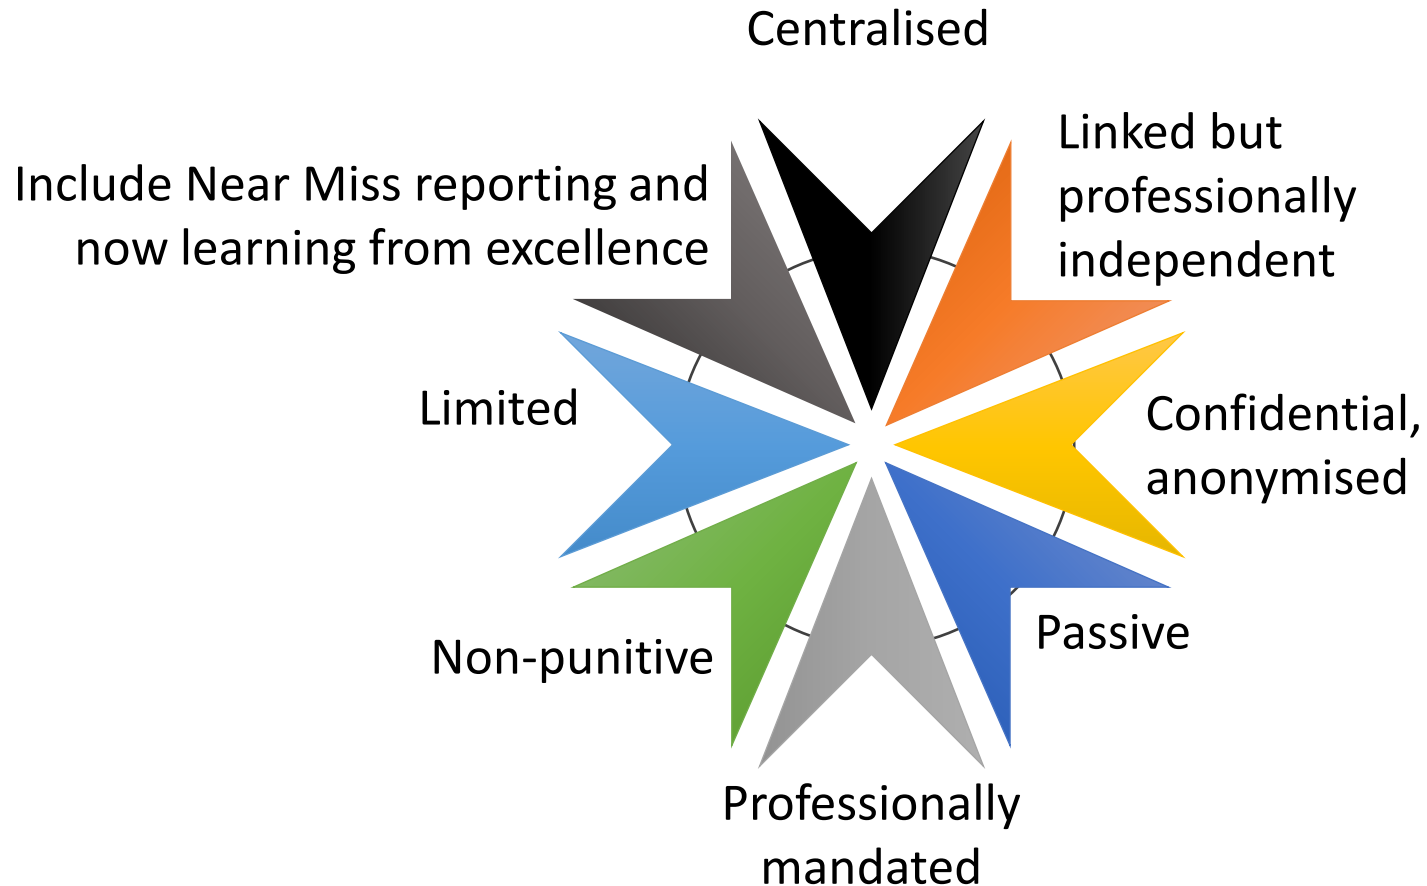 Centralised
Linked but
professionally
independent
Include Near Miss reporting and
now learning from excellence
Limited
Confidential,
anonymised
Non-punitive
Passive
Professionally
mandated